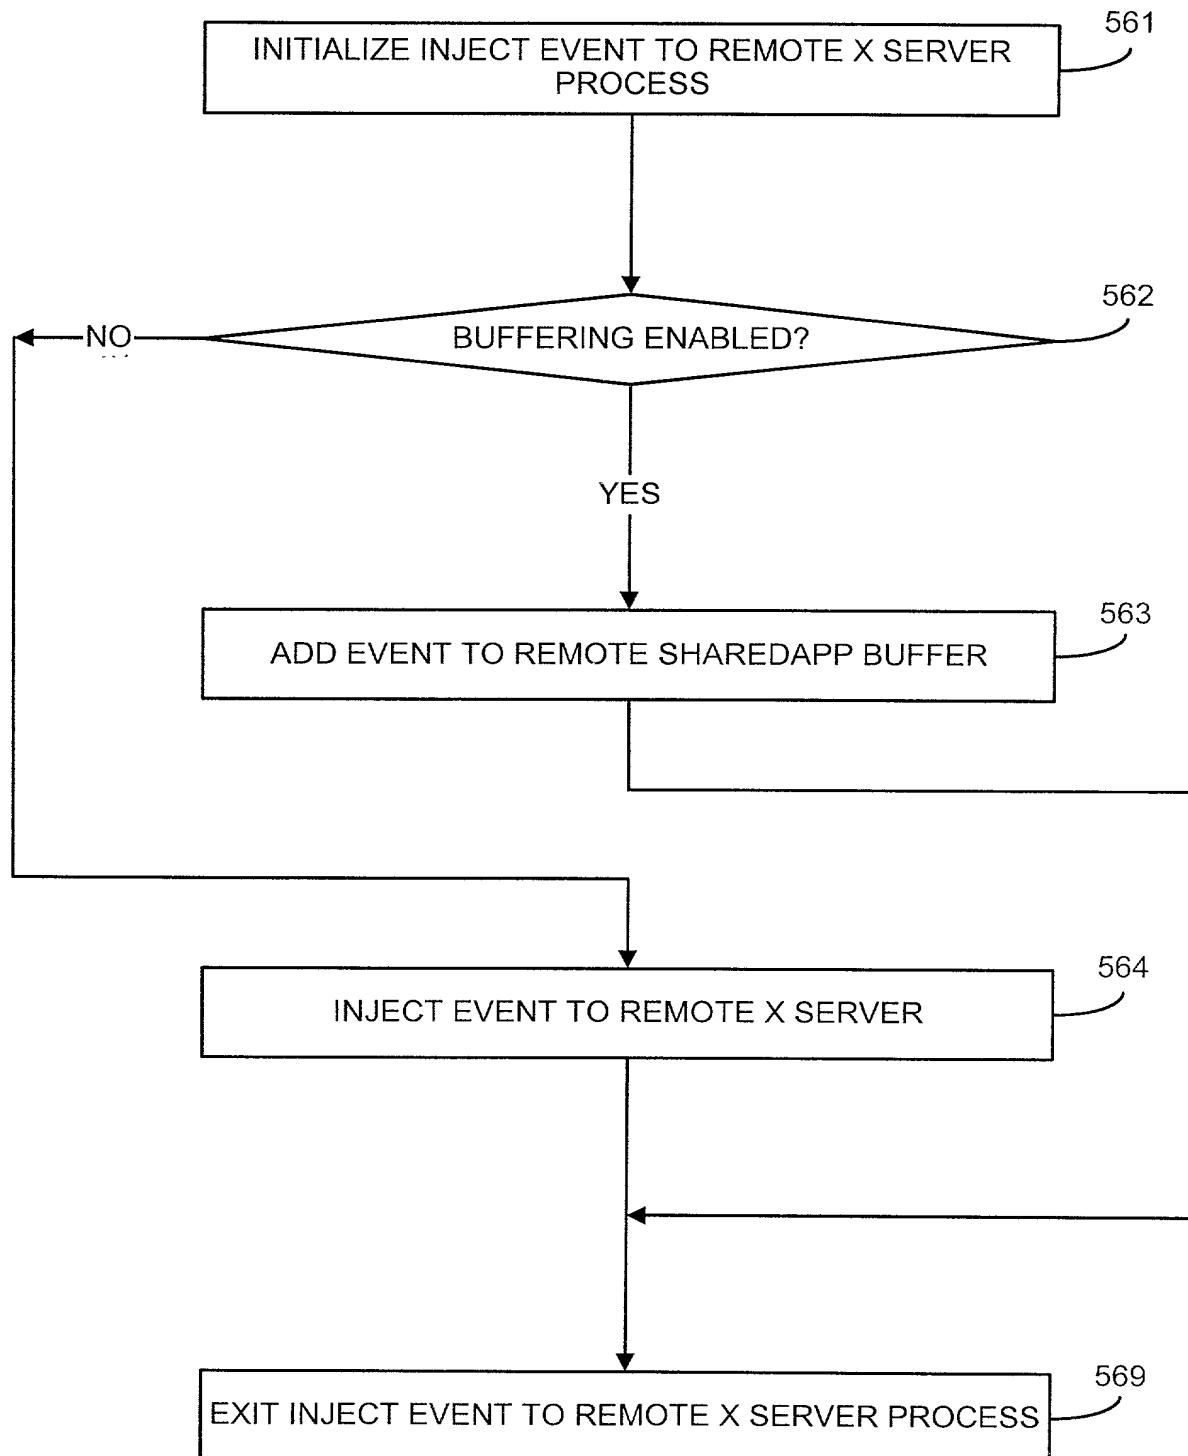 561
INITIALIZE INJECT EVENT TO REMOTE X SERVER
PROCESS
562
NO
BUFFERING ENABLED?
YES
563
ADD EVENT TO REMOTE SHAREDAPP BUFFER
564
INJECT EVENT TO REMOTE X SERVER
569
EXIT INJECT EVENT TO REMOTE X SERVER PROCESS